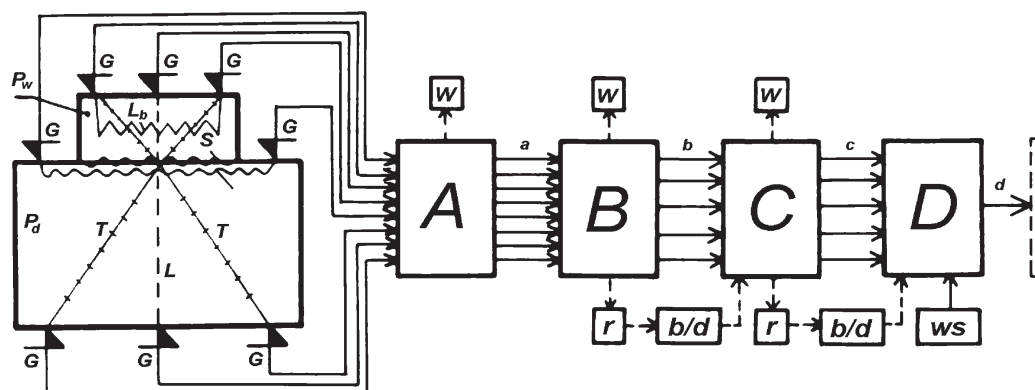 G G G
P_w
L_b
G S G
P_d
T T
L
G G G
w w w
A a B b C c D d
r b/d r b/d ws